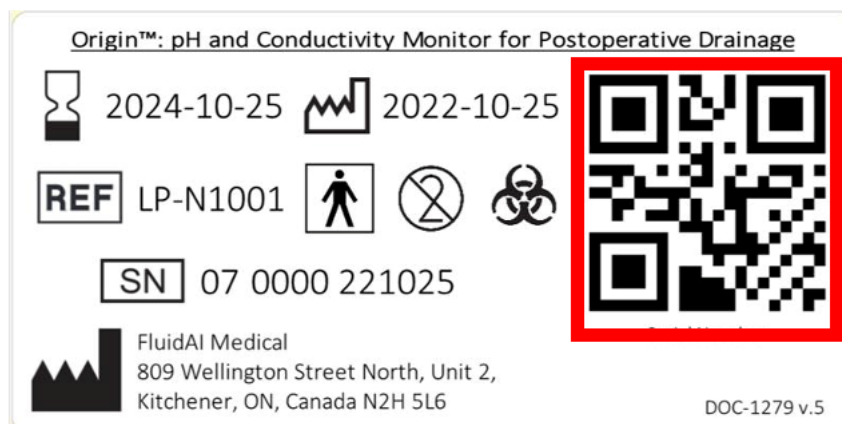 Origin™: pH and Conductivity Monitor for Postoperative Drainage
2024-10-25 2022-10-25
REF LP-N1001 2
SN 07 0000 221025
FluidAI Medical
809 Wellington Street North, Unit 2,
Kitchener, ON, Canada N2H 5L6
DOC-1279 v.5